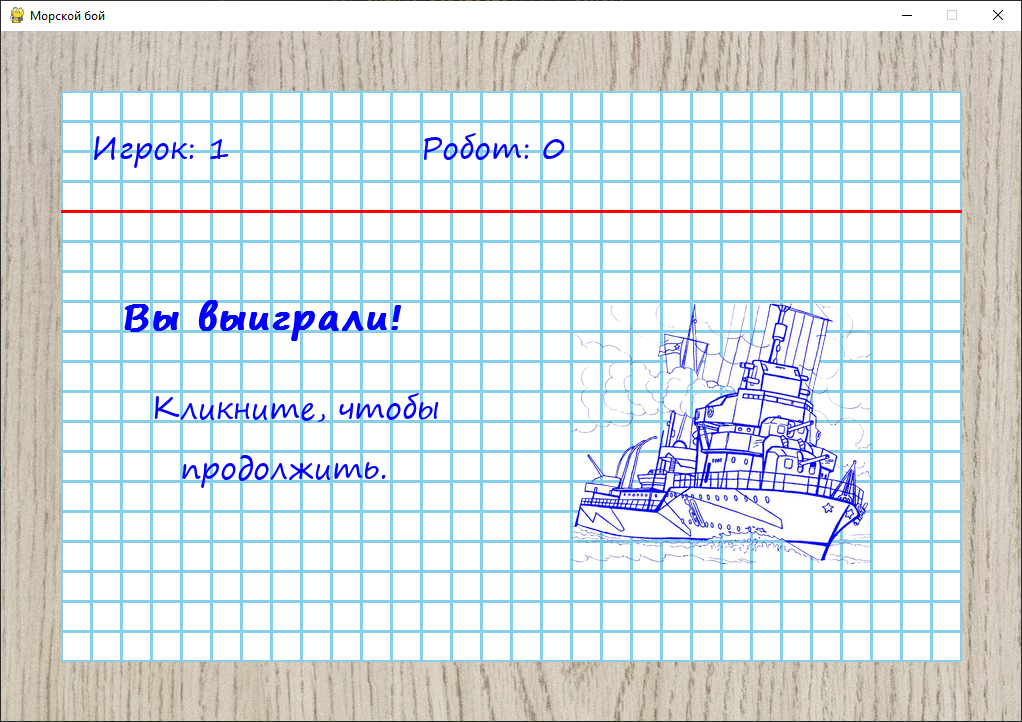 Морской бой
Игрок: 1 Робот: 0
Вы выиграли!
Кликните, чтобы
продолжить.